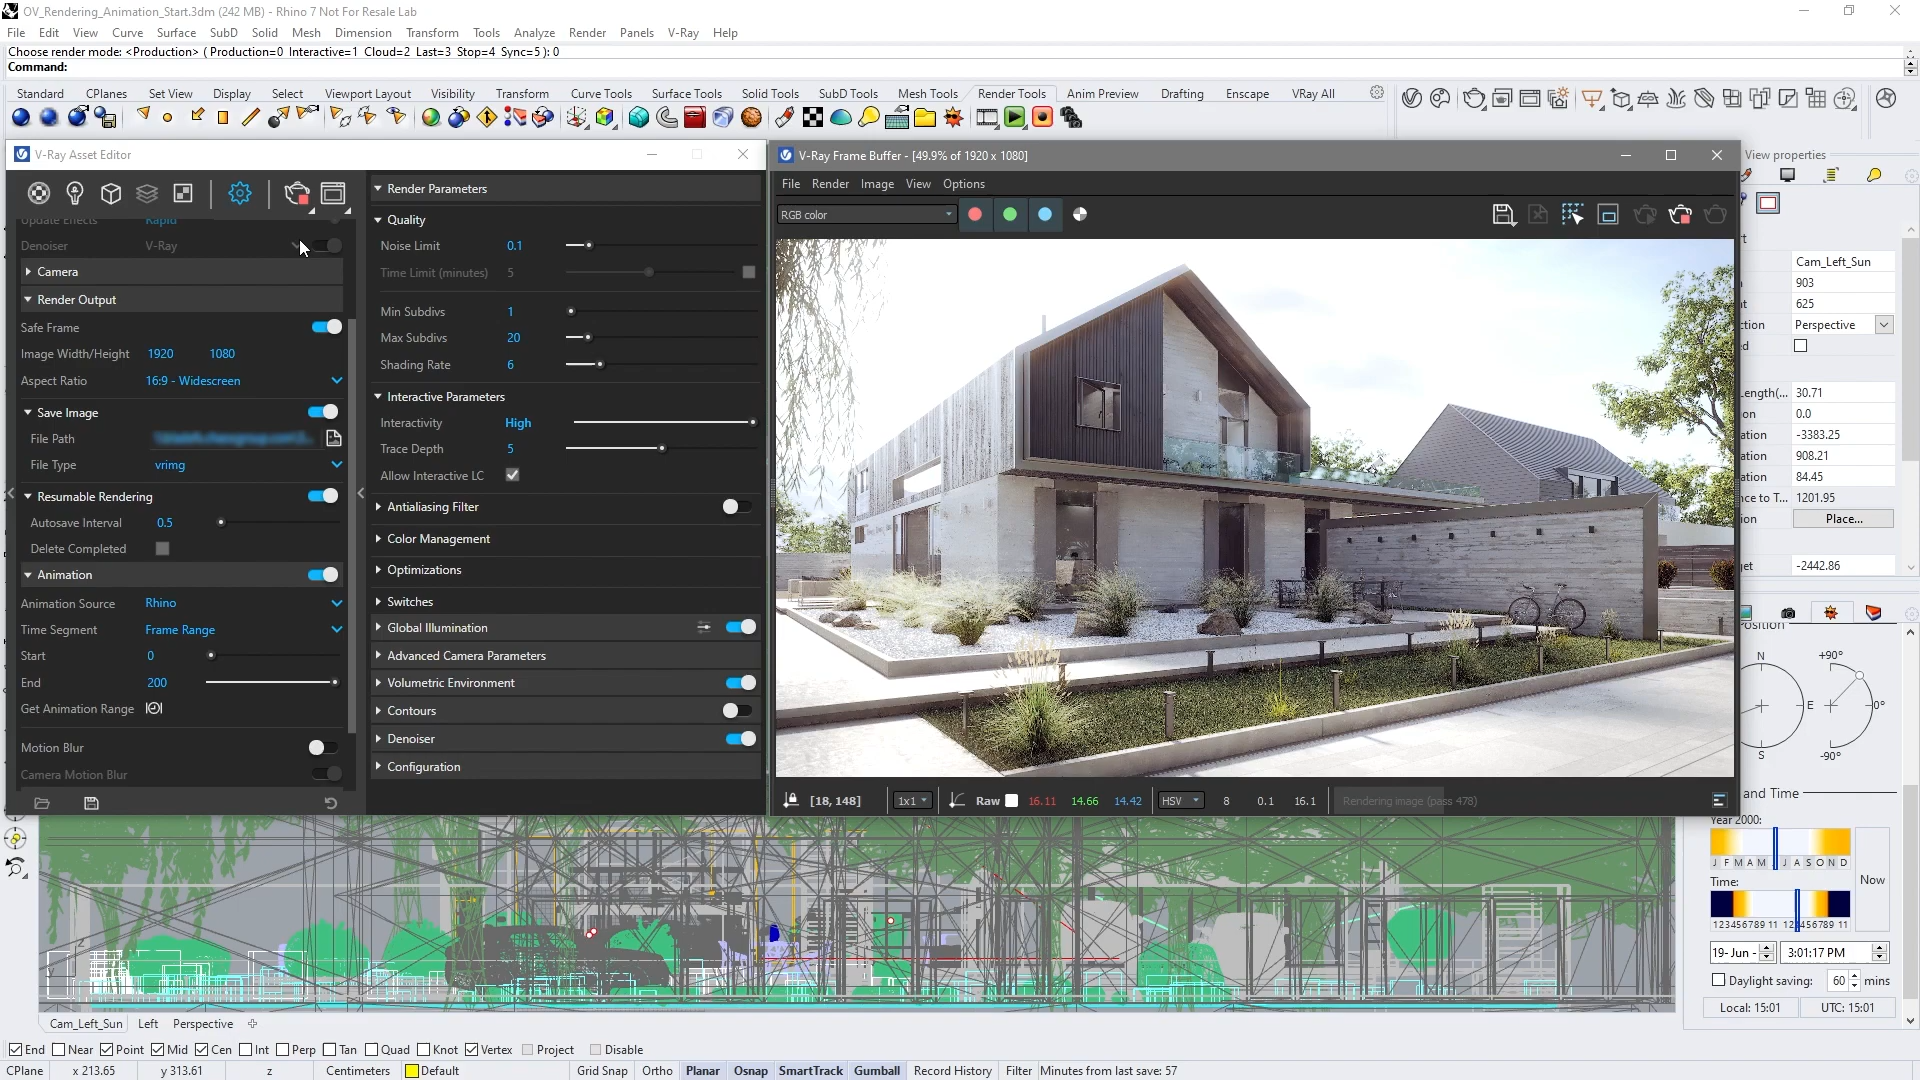 OV_Rendering_Animation_Start.3dm (242 MB) - Rhino 7 Not For Resale Lab
File Edit View Curve Surface SubD Solid Mesh Dimension Transform Tools Analyze Render Panels V-Ray Help
Choose render mode: <Production> ( Production=0 Interactive=1 Cloud=2 Last=3 Stop=4 Sync=5 ): 0
Command:
Standard CPlanes Set View Display Select Viewport Layout Visibility Transform Curve Tools Surface Tools Solid Tools SubD Tools Mesh Tools Render Tools Anim Preview Drafting Enscape VRay All
V-Ray Asset Editor
Update Effects Rapid
Denoiser V-Ray
Camera
Render Output
Safe Frame
Image Width/Height 1920 1080
Aspect Ratio 16:9 - Widescreen
Save Image
File Path
File Type vrimg
Resumable Rendering
Autosave Interval 0.5
Delete Completed
Animation
Animation Source Rhino
Time Segment Frame Range
Start 0
End 200
Get Animation Range
Motion Blur
Camera Motion Blur
Render Parameters
Quality
Noise Limit 0.1
Time Limit (minutes) 5
Min Subdivs 1
Max Subdivs 20
Shading Rate 6
Interactive Parameters
Interactivity High
Trace Depth 5
Allow Interactive LC
Antialiasing Filter
Color Management
Optimizations
Switches
Global Illumination
Advanced Camera Parameters
Volumetric Environment
Contours
Denoiser
Configuration
V-Ray Frame Buffer - [49.9% of 1920 x 1080]
File Render Image View Options
RGB color
[18, 148] 1x1 Raw 16.11 14.66 14.42 HSV 8 0.1 16.1 Rendering image (pass 478)
View properties
Cam_Left_Sun
903
625
Perspective
Length(... 30.71
0.0
-3383.25
908.21
84.45
1201.95
Place...
-2442.86
N
E
S
+90°
0°
-90°
and Time
Year 2000:
J F M A M J J A S O N D
Time:
Now
19-Jun - 3:01:17 PM
Daylight saving: 60 mins
Local: 15:01 UTC: 15:01
Cam_Left_Sun Left Perspective
End Near Point Mid Cen Int Perp Tan Quad Knot Vertex Project Disable
CPlane x 213.65 y 313.61 z Centimeters Default Grid Snap Ortho Planar Osnap SmartTrack Gumball Record History Filter Minutes from last save: 57